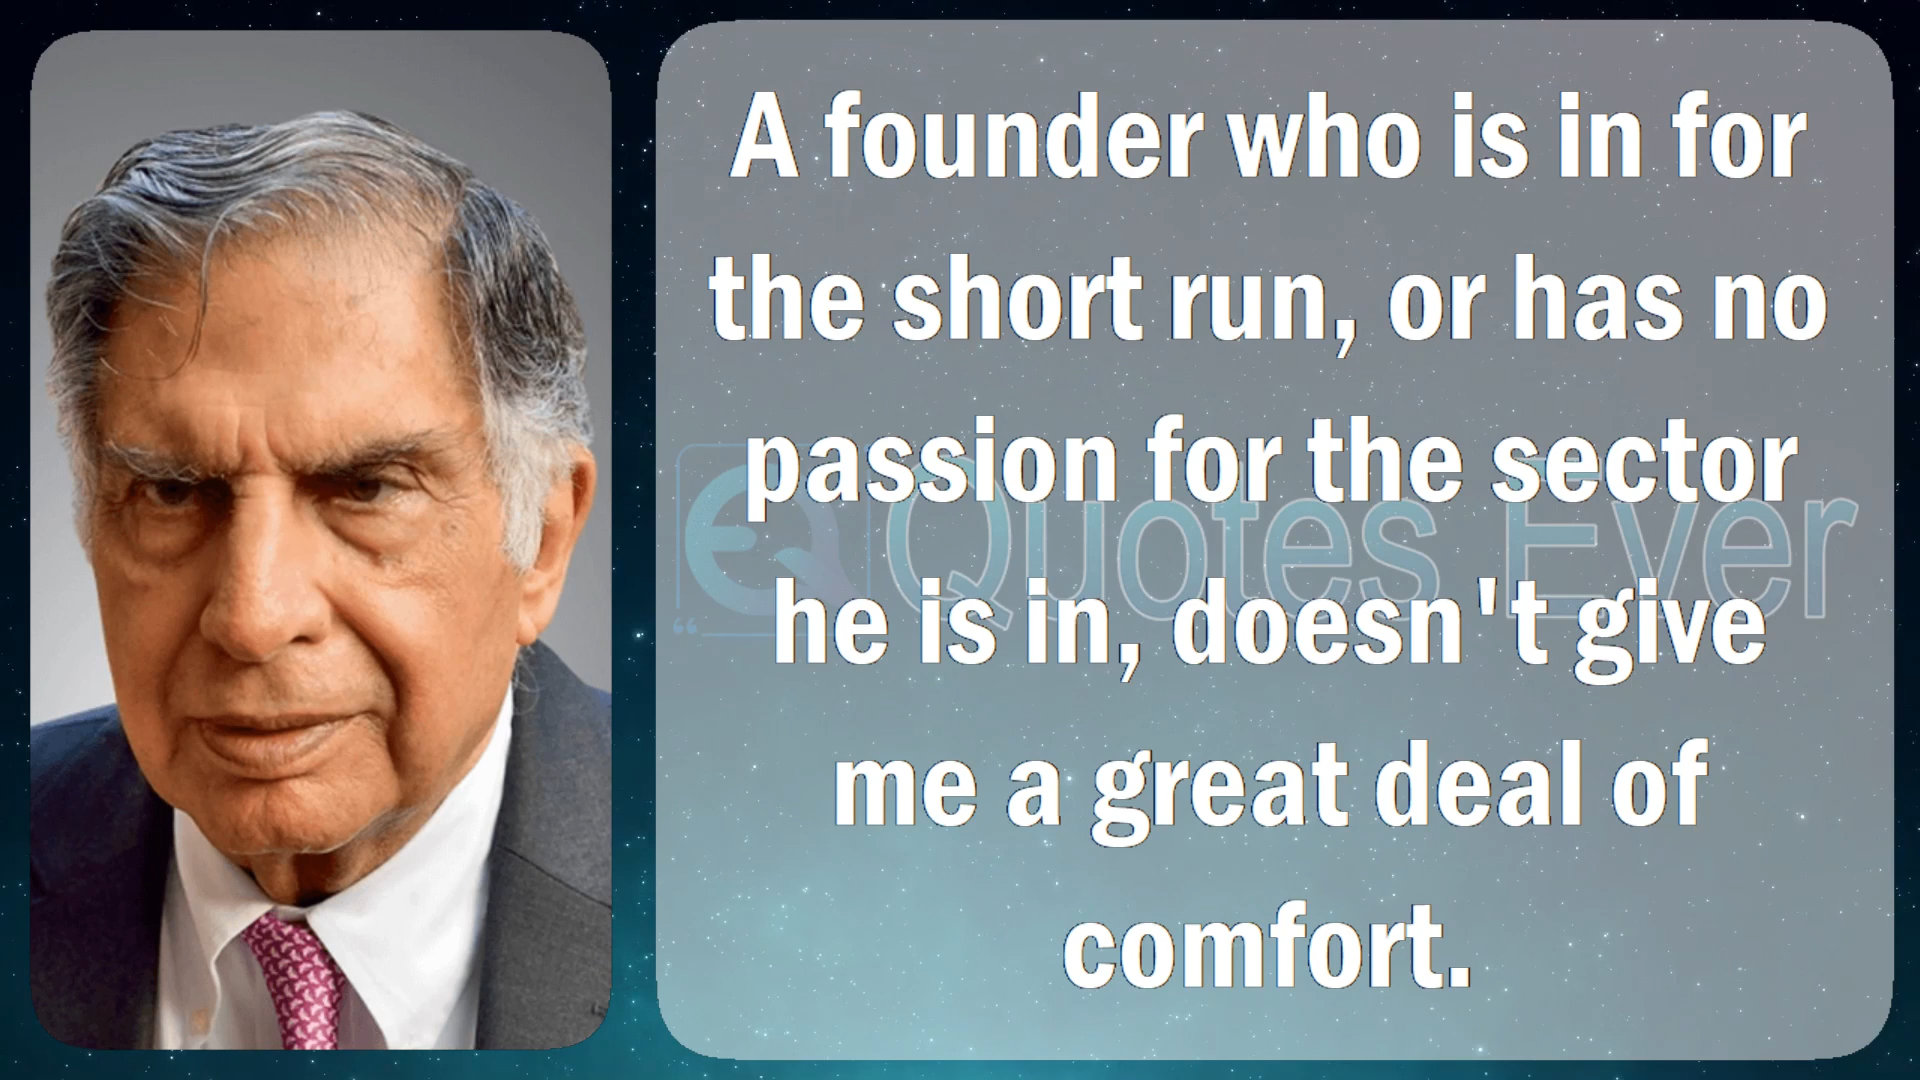 A founder who is in for
the short run, or has no
passion for the sector
EQ Quotes Ever
he is in, doesn't give
me a great deal of
comfort.